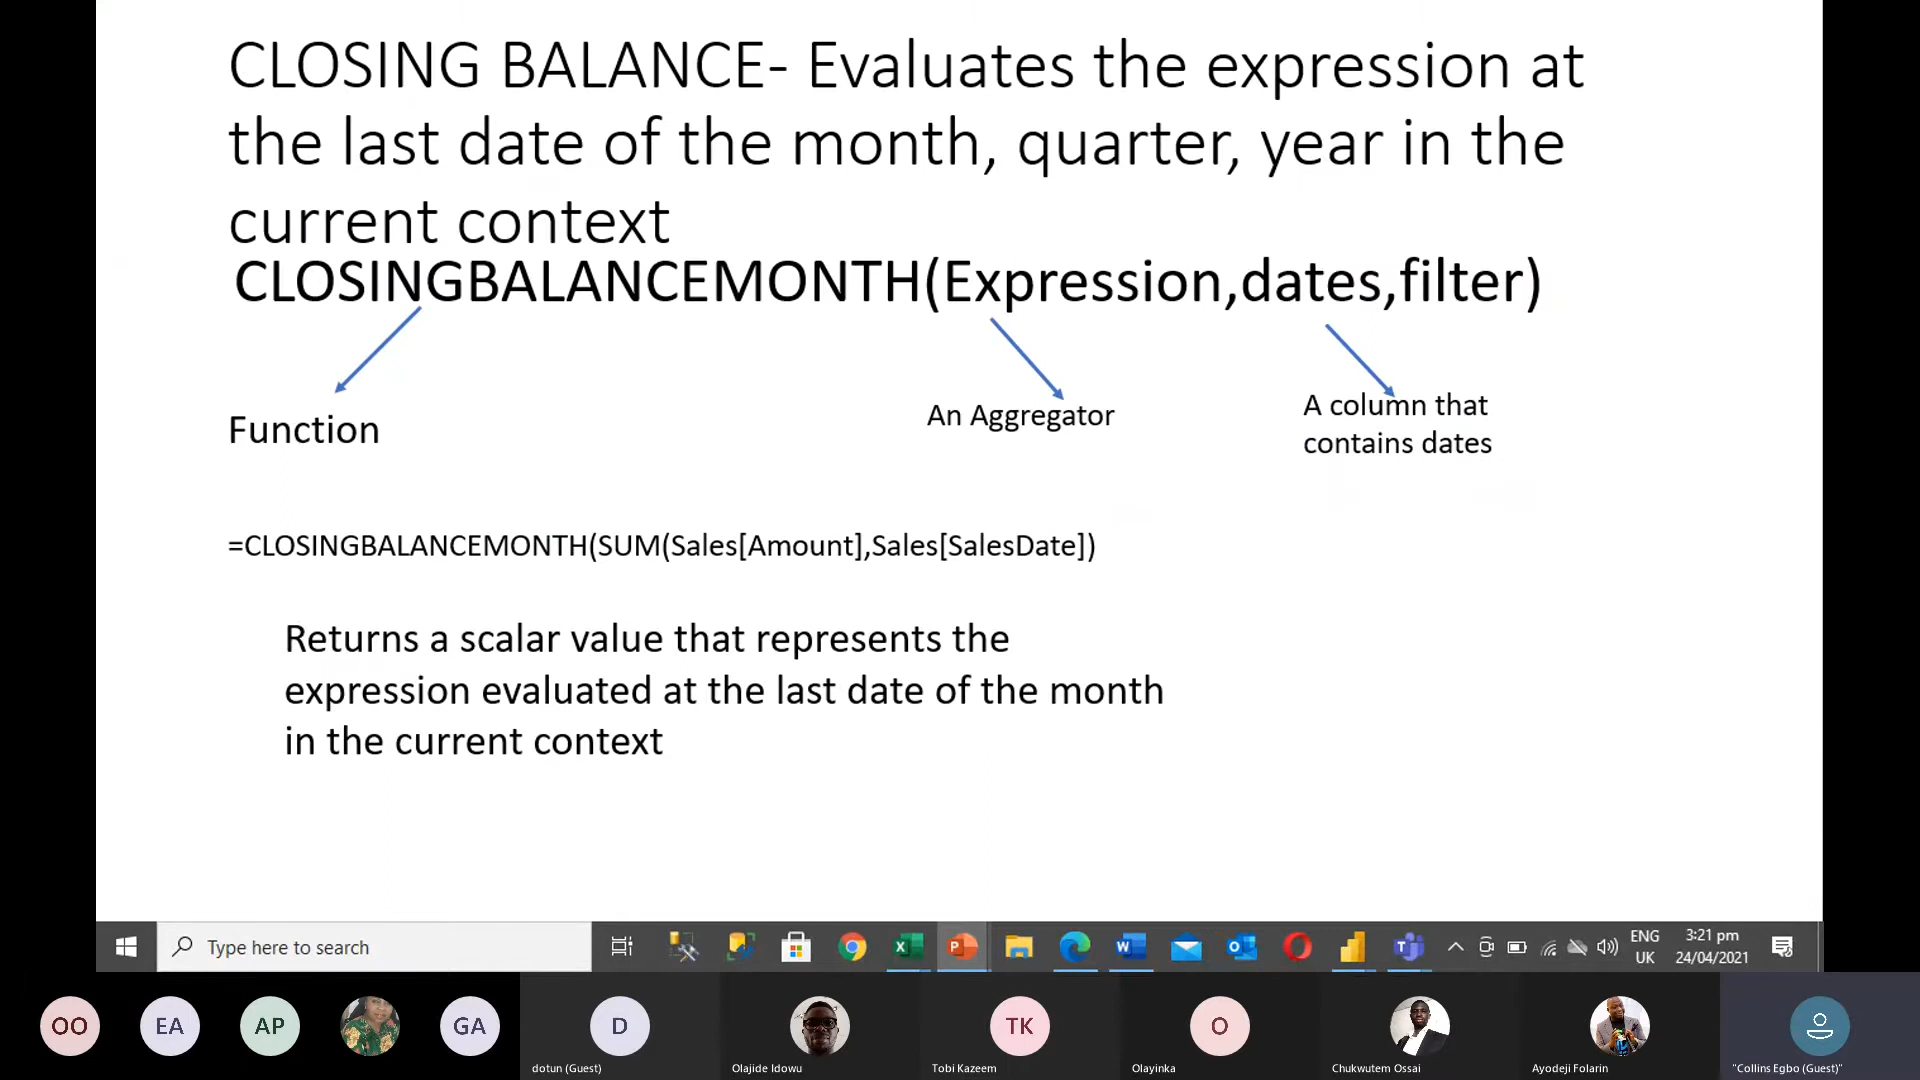 CLOSING BALANCE- Evaluates the expression at
the last date of the month, quarter, year in the
current context
CLOSINGBALANCEMONTH(Expression,dates,filter)
Function
An Aggregator
A column that
contains dates
=CLOSINGBALANCEMONTH(SUM(Sales[Amount],Sales[SalesDate])
Returns a scalar value that represents the
expression evaluated at the last date of the month
in the current context
Type here to search
ENG
UK
3:21 pm
24/04/2021
OO
EA
AP
GA
D
TK
O
dotun (Guest)
Olajide Idowu
Tobi Kazeem
Olayinka
Chukwutem Ossai
Ayodeji Folarin
"Collins Egbo (Guest)"